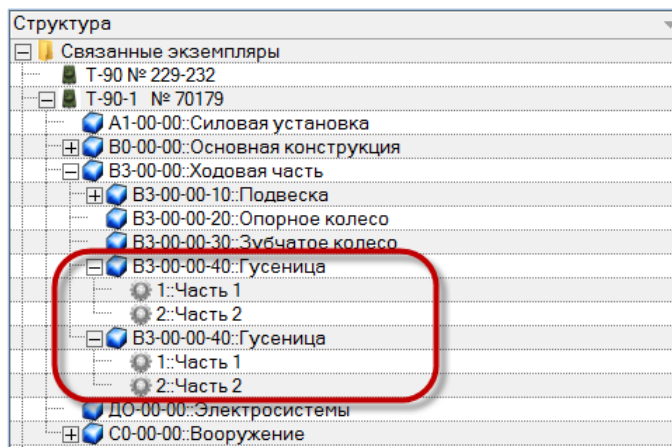 Структура
Связанные экземпляры
Т-90 № 229-232
Т-90-1 № 70179
А1-00-00::Силовая установка
В0-00-00::Основная конструкция
В3-00-00::Ходовая часть
В3-00-00-10::Подвеска
В3-00-00-20::Опорное колесо
В3-00-00-30::Зубчатое колесо
В3-00-00-40::Гусеница
1::Часть 1
2::Часть 2
В3-00-00-40::Гусеница
1::Часть 1
2::Часть 2
ДО-00-00::Электросистемы
С0-00-00::Вооружение